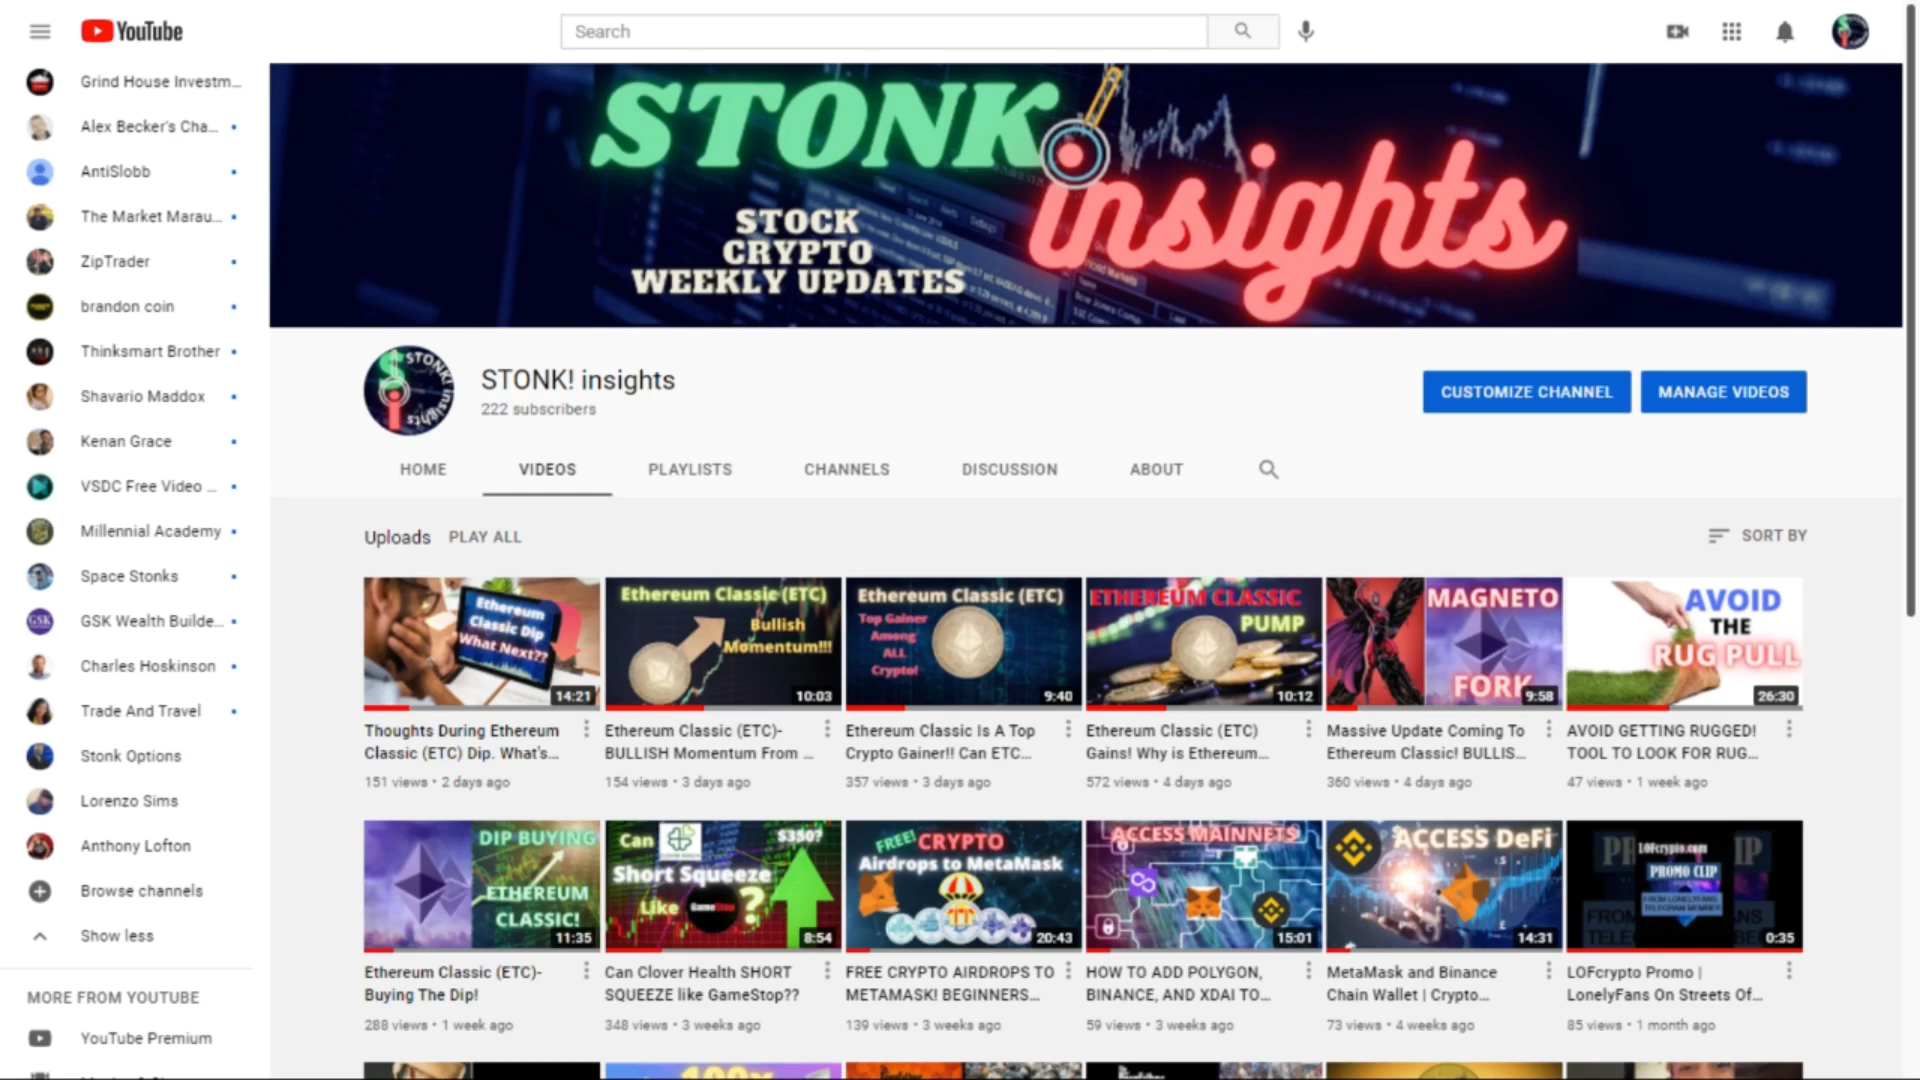 YouTube
Search
Grind House Investm...
Alex Becker's Cha...
AntiSlobb
The Market Marau...
ZipTrader
brandon coin
Thinksmart Brother
Shavario Maddox
Kenan Grace
VSDC Free Video ...
Millennial Academy
Space Stonks
GSK Wealth Builde...
Charles Hoskinson
Trade And Travel
Stonk Options
Lorenzo Sims
Anthony Lofton
Browse channels
Show less
MORE FROM YOUTUBE
YouTube Premium
STONK!
insights
STOCK
CRYPTO
WEEKLY UPDATES
STONK! insights
222 subscribers
CUSTOMIZE CHANNEL
MANAGE VIDEOS
HOME
VIDEOS
PLAYLISTS
CHANNELS
DISCUSSION
ABOUT
Uploads
PLAY ALL
SORT BY
Ethereum
Classic Dip
What Next??
14:21
Thoughts During Ethereum
Classic (ETC) Dip. What's...
151 views • 2 days ago
Ethereum Classic (ETC)
Bullish
Momentum!!!
10:03
Ethereum Classic (ETC)-
BULLISH Momentum From ...
154 views • 3 days ago
Ethereum Classic (ETC)
Top Gainer
Among
ALL
Crypto!
9:40
Ethereum Classic Is A Top
Crypto Gainer!! Can ETC...
357 views • 3 days ago
ETHEREUM CLASSIC
PUMP
10:12
Ethereum Classic (ETC)
Gains! Why is Ethereum...
572 views • 4 days ago
MAGNETO
FORK
9:58
Massive Update Coming To
Ethereum Classic! BULLIS...
360 views • 4 days ago
AVOID
THE
RUG PULL
26:30
AVOID GETTING RUGGED!
TOOL TO LOOK FOR RUG...
47 views • 1 week ago
DIP BUYING
ETHEREUM
CLASSIC!
11:35
Ethereum Classic (ETC)-
Buying The Dip!
288 views • 1 week ago
Can
$350?
Short Squeeze
Like
GameStop
?
8:54
Can Clover Health SHORT
SQUEEZE like GameStop??
348 views • 3 weeks ago
FREE! CRYPTO
Airdrops to MetaMask
20:43
FREE CRYPTO AIRDROPS TO
METAMASK! BEGINNERS...
139 views • 3 weeks ago
ACCESS MAINNETS
15:01
HOW TO ADD POLYGON,
BINANCE, AND XDAI TO...
59 views • 3 weeks ago
ACCESS DeFi
14:31
MetaMask and Binance
Chain Wallet | Crypto...
73 views • 4 weeks ago
LOFcrypto.com
PROMO CLIP
FROM LONELYFANS
TELEGRAM MEMBER
0:35
LOFcrypto Promo |
LonelyFans On Streets Of...
85 views • 1 month ago
100x